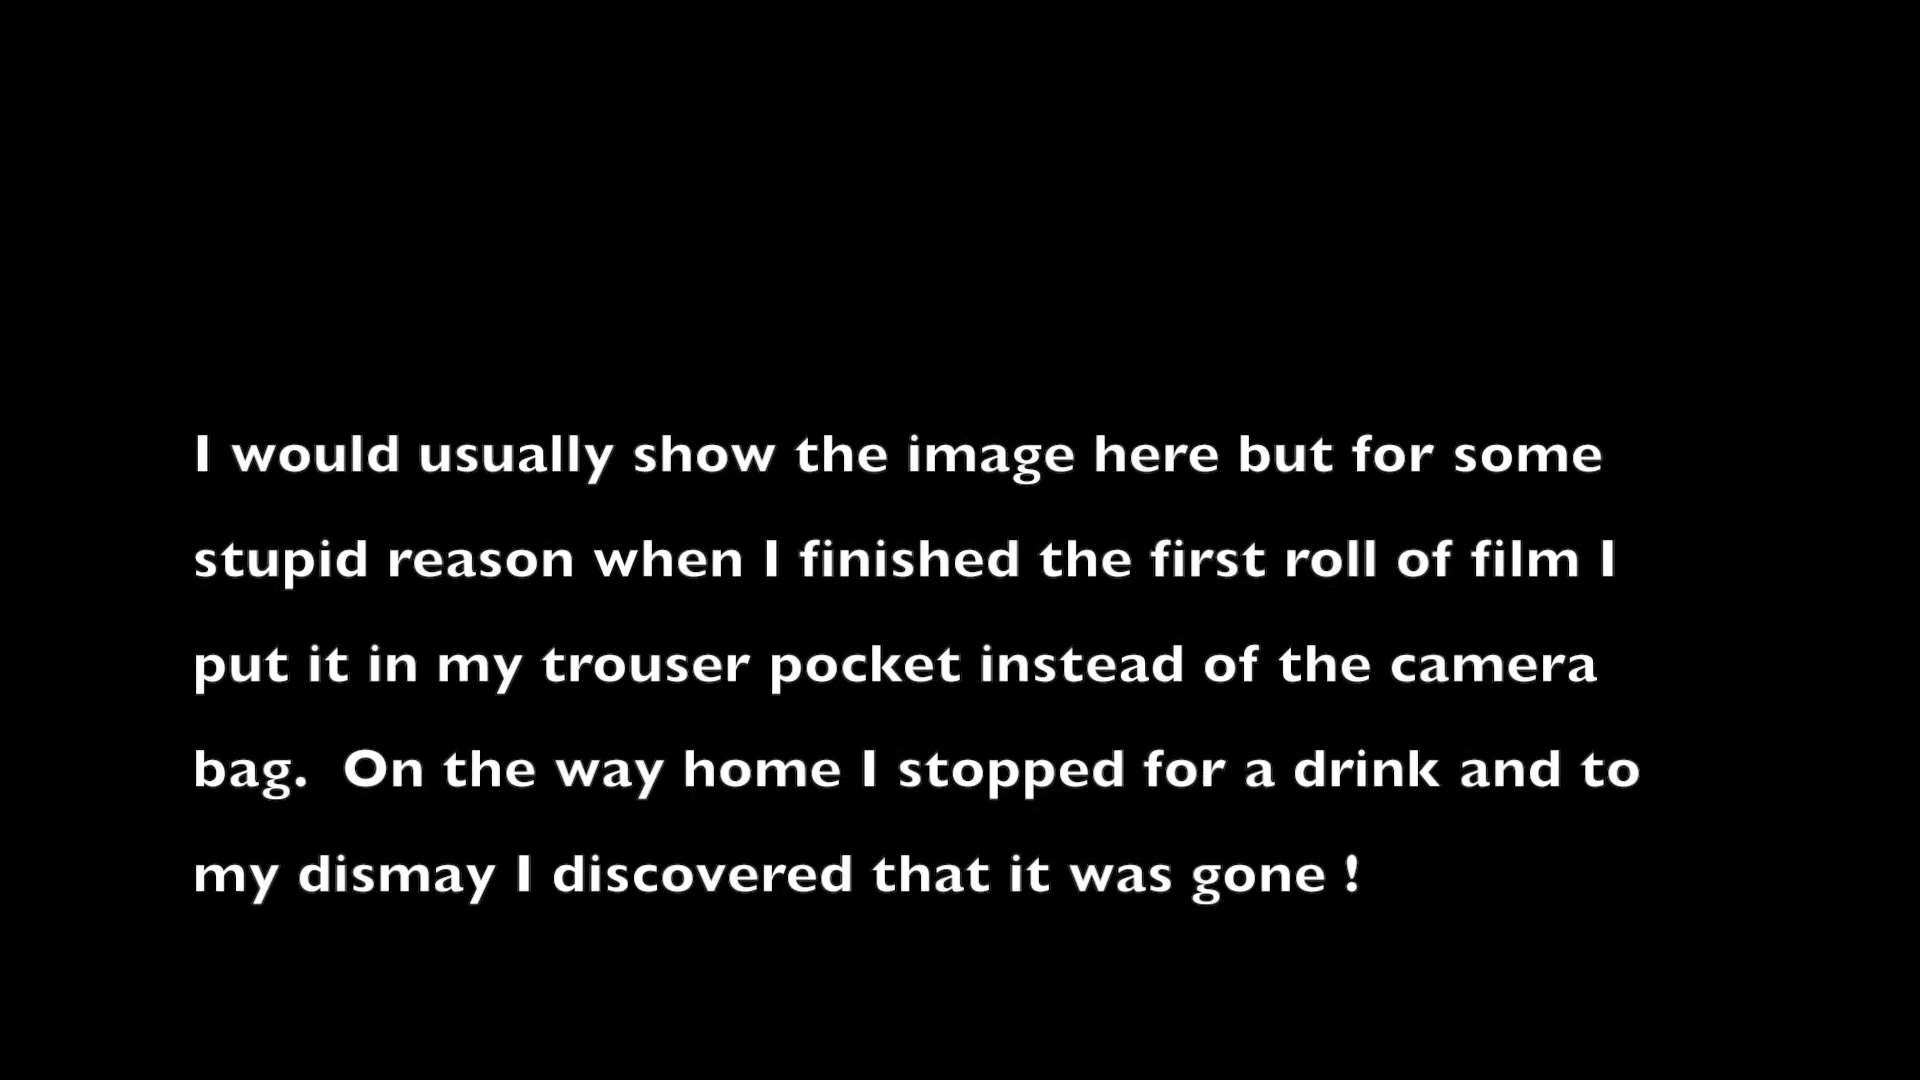 I would usually show the image here but for some
stupid reason when I finished the first roll of film I
put it in my trouser pocket instead of the camera
bag.  On the way home I stopped for a drink and to
my dismay I discovered that it was gone !